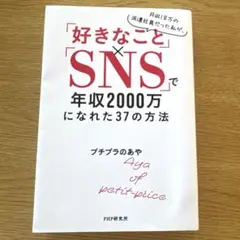 月収18万の
派遣社員だった私が、
「好きなこと」
×
「SNS」で
年収2000万
になれた37の方法
プチプラのあや
Aya
of
petit-price
PHP研究所